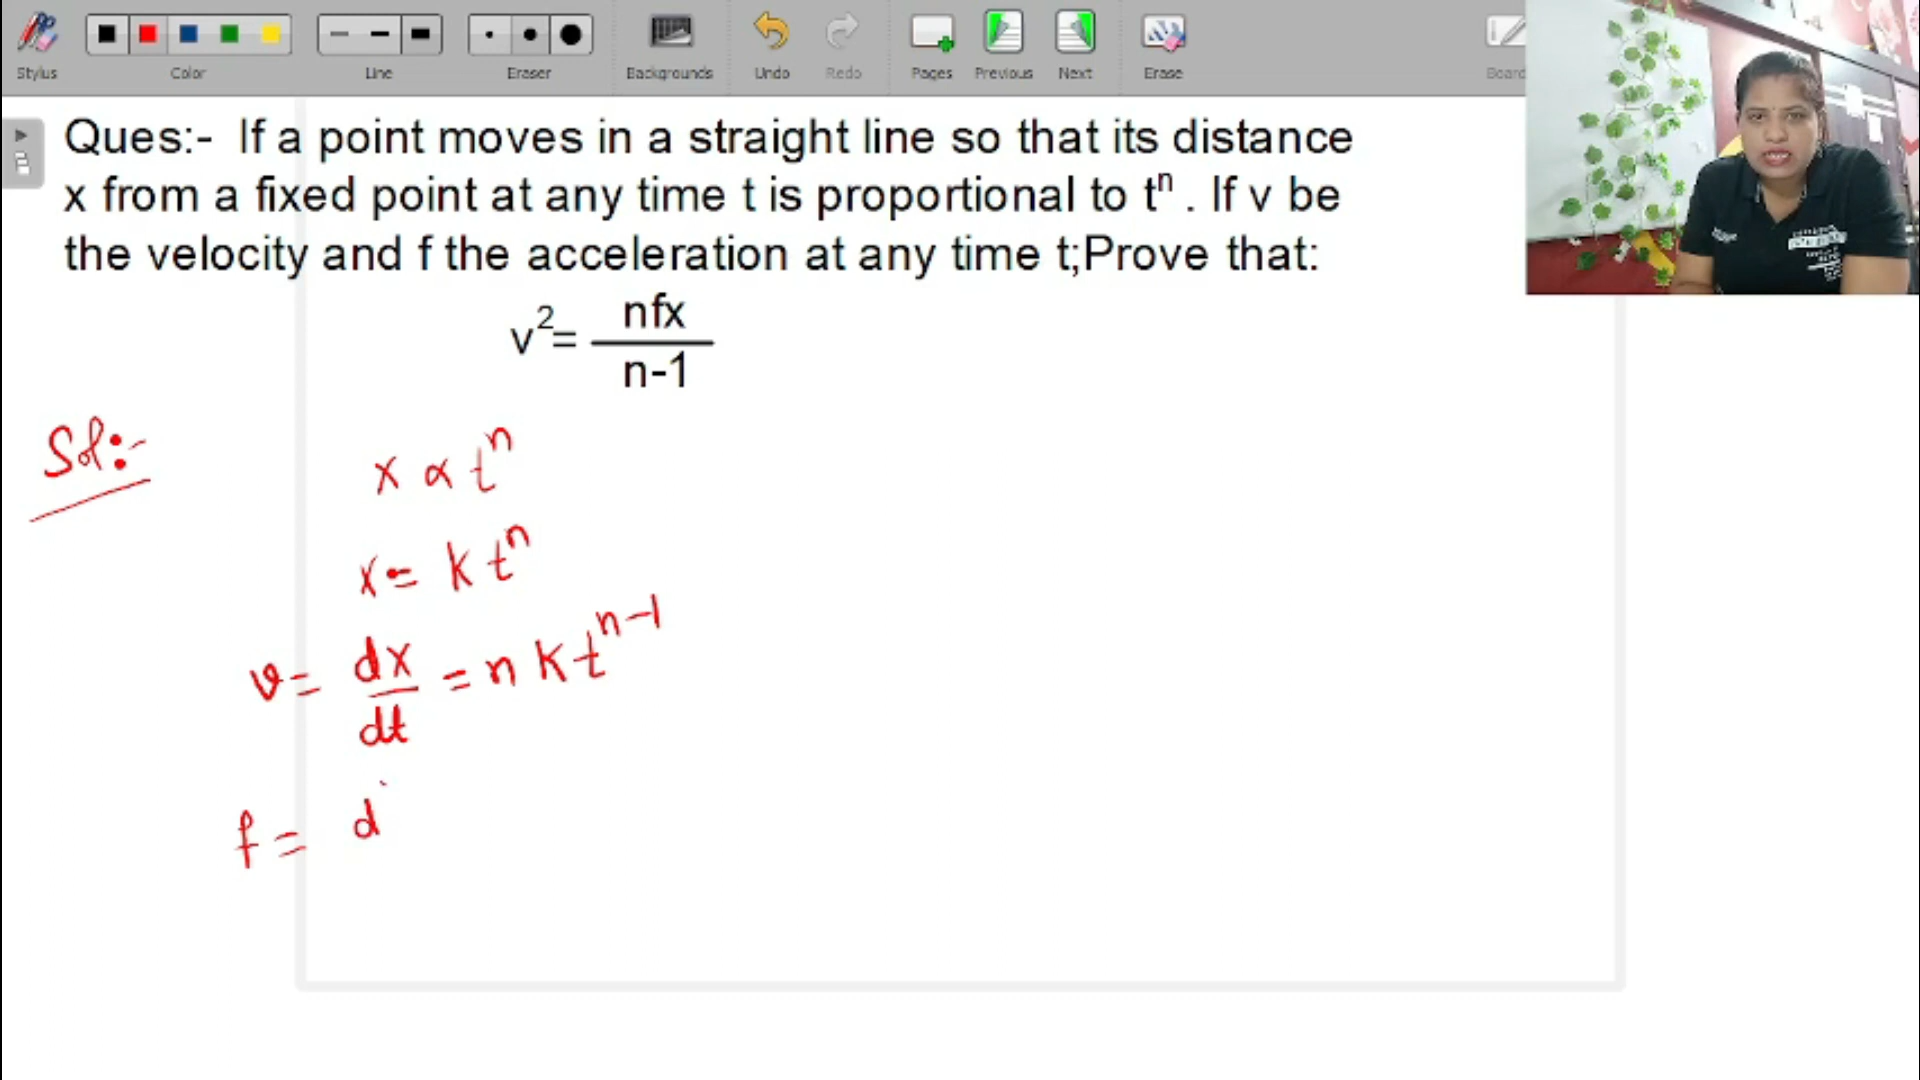 Stylus Color Line Eraser Backgrounds Undo Redo Pages Previous Next Erase Board
Ques:- If a point moves in a straight line so that its distance
x from a fixed point at any time t is proportional to tⁿ . If v be
the velocity and f the acceleration at any time t;Prove that:
v²= nfx
n-1
Sol:-
x ∝ tⁿ
x = k tⁿ
v = dx/dt = n k tⁿ⁻¹
f = d